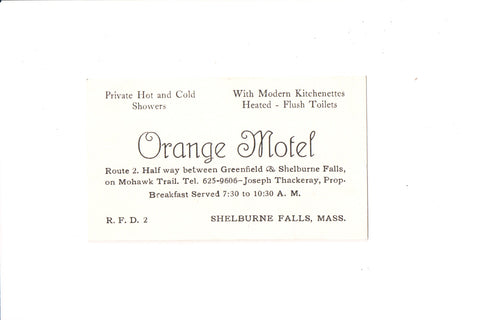 Private Hot and Cold
Showers
With Modern Kitchenettes
Heated - Flush Toilets
Orange Motel
Route 2. Half way between Greenfield & Shelburne Falls,
on Mohawk Trail. Tel. 625-9606-Joseph Thackeray, Prop.
Breakfast Served 7:30 to 10:30 A. M.
R. F. D. 2
SHELBURNE FALLS, MASS.